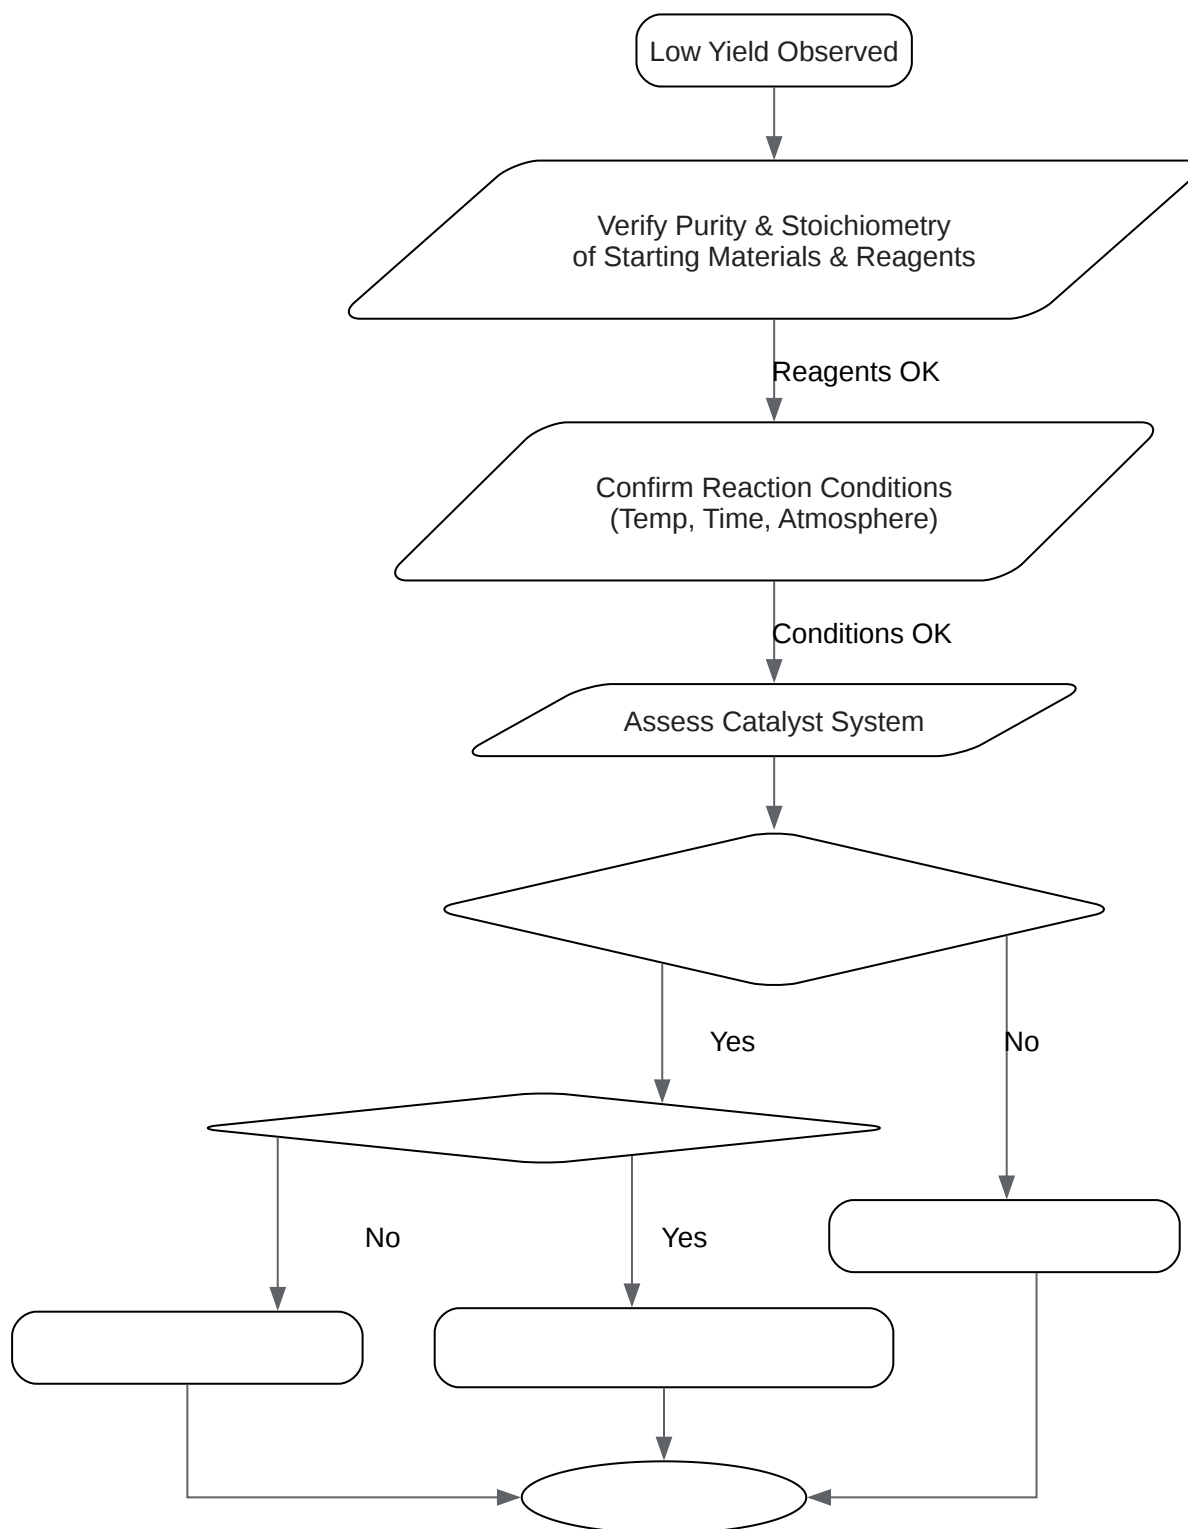 Low Yield Observed
Verify Purity & Stoichiometry
of Starting Materials & Reagents
Reagents OK
Confirm Reaction Conditions
(Temp, Time, Atmosphere)
Conditions OK
Assess Catalyst System
Yes
No
No
Yes